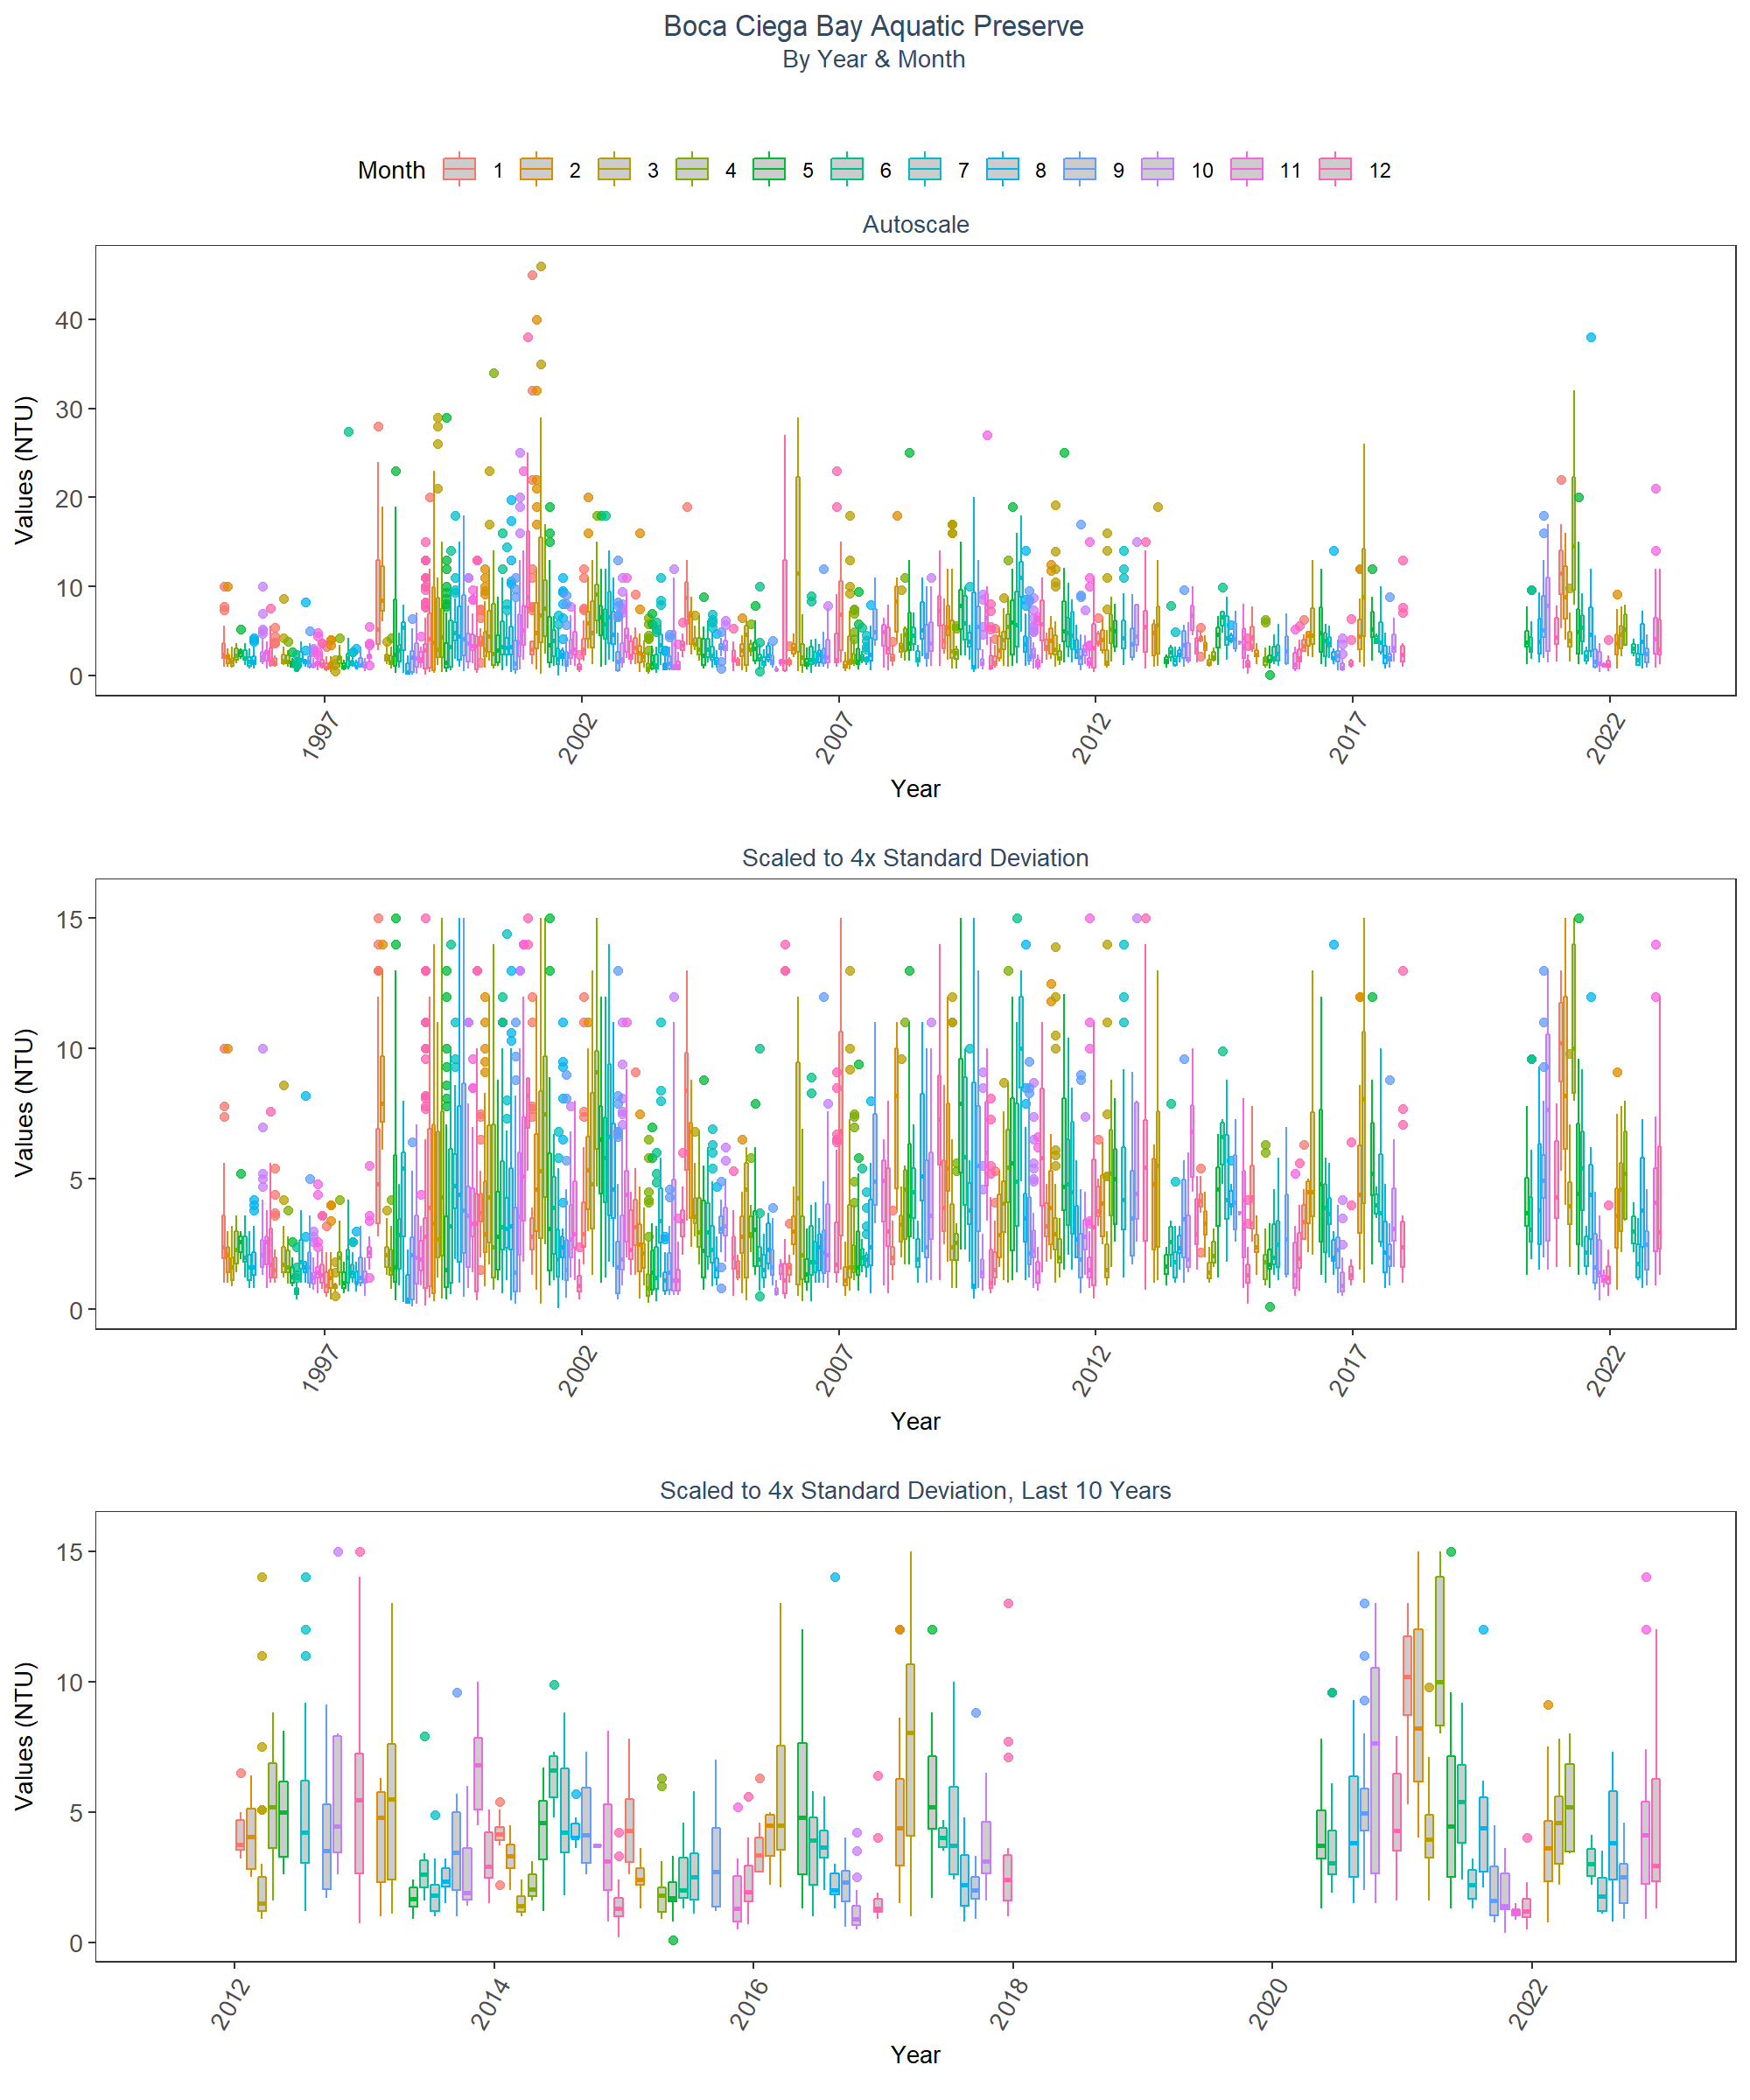 Boca Ciega Bay Aquatic Preserve
By Year & Month
Month 1 2 3 4 5 6 7 8 9 10 11 12
Autoscale
Values (NTU)
40
30
20
10
0
1997 2002 2007 2012 2017 2022
Year
Scaled to 4x Standard Deviation
Values (NTU)
15
10
5
0
1997 2002 2007 2012 2017 2022
Year
Scaled to 4x Standard Deviation, Last 10 Years
Values (NTU)
15
10
5
0
2012 2014 2016 2018 2020 2022
Year